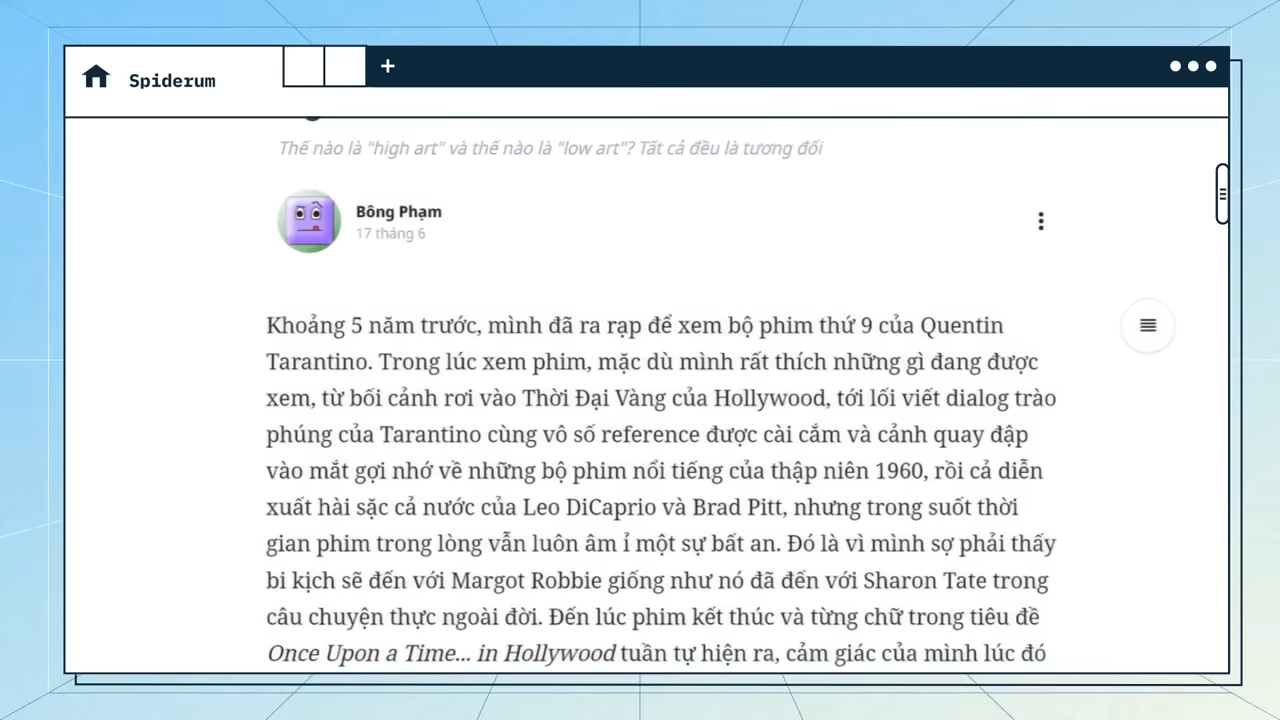 Spiderum
Thế nào là "high art" và thế nào là "low art"? Tất cả đều là tương đối
Bông Phạm
17 tháng 6
Khoảng 5 năm trước, mình đã ra rạp để xem bộ phim thứ 9 của Quentin
Tarantino. Trong lúc xem phim, mặc dù mình rất thích những gì đang được
xem, từ bối cảnh rơi vào Thời Đại Vàng của Hollywood, tới lối viết dialog trào
phúng của Tarantino cùng vô số reference được cài cắm và cảnh quay đập
vào mắt gợi nhớ về những bộ phim nổi tiếng của thập niên 1960, rồi cả diễn
xuất hài sặc cả nước của Leo DiCaprio và Brad Pitt, nhưng trong suốt thời
gian phim trong lòng vẫn luôn âm ỉ một sự bất an. Đó là vì mình sợ phải thấy
bi kịch sẽ đến với Margot Robbie giống như nó đã đến với Sharon Tate trong
câu chuyện thực ngoài đời. Đến lúc phim kết thúc và từng chữ trong tiêu đề
Once Upon a Time... in Hollywood tuần tự hiện ra, cảm giác của mình lúc đó